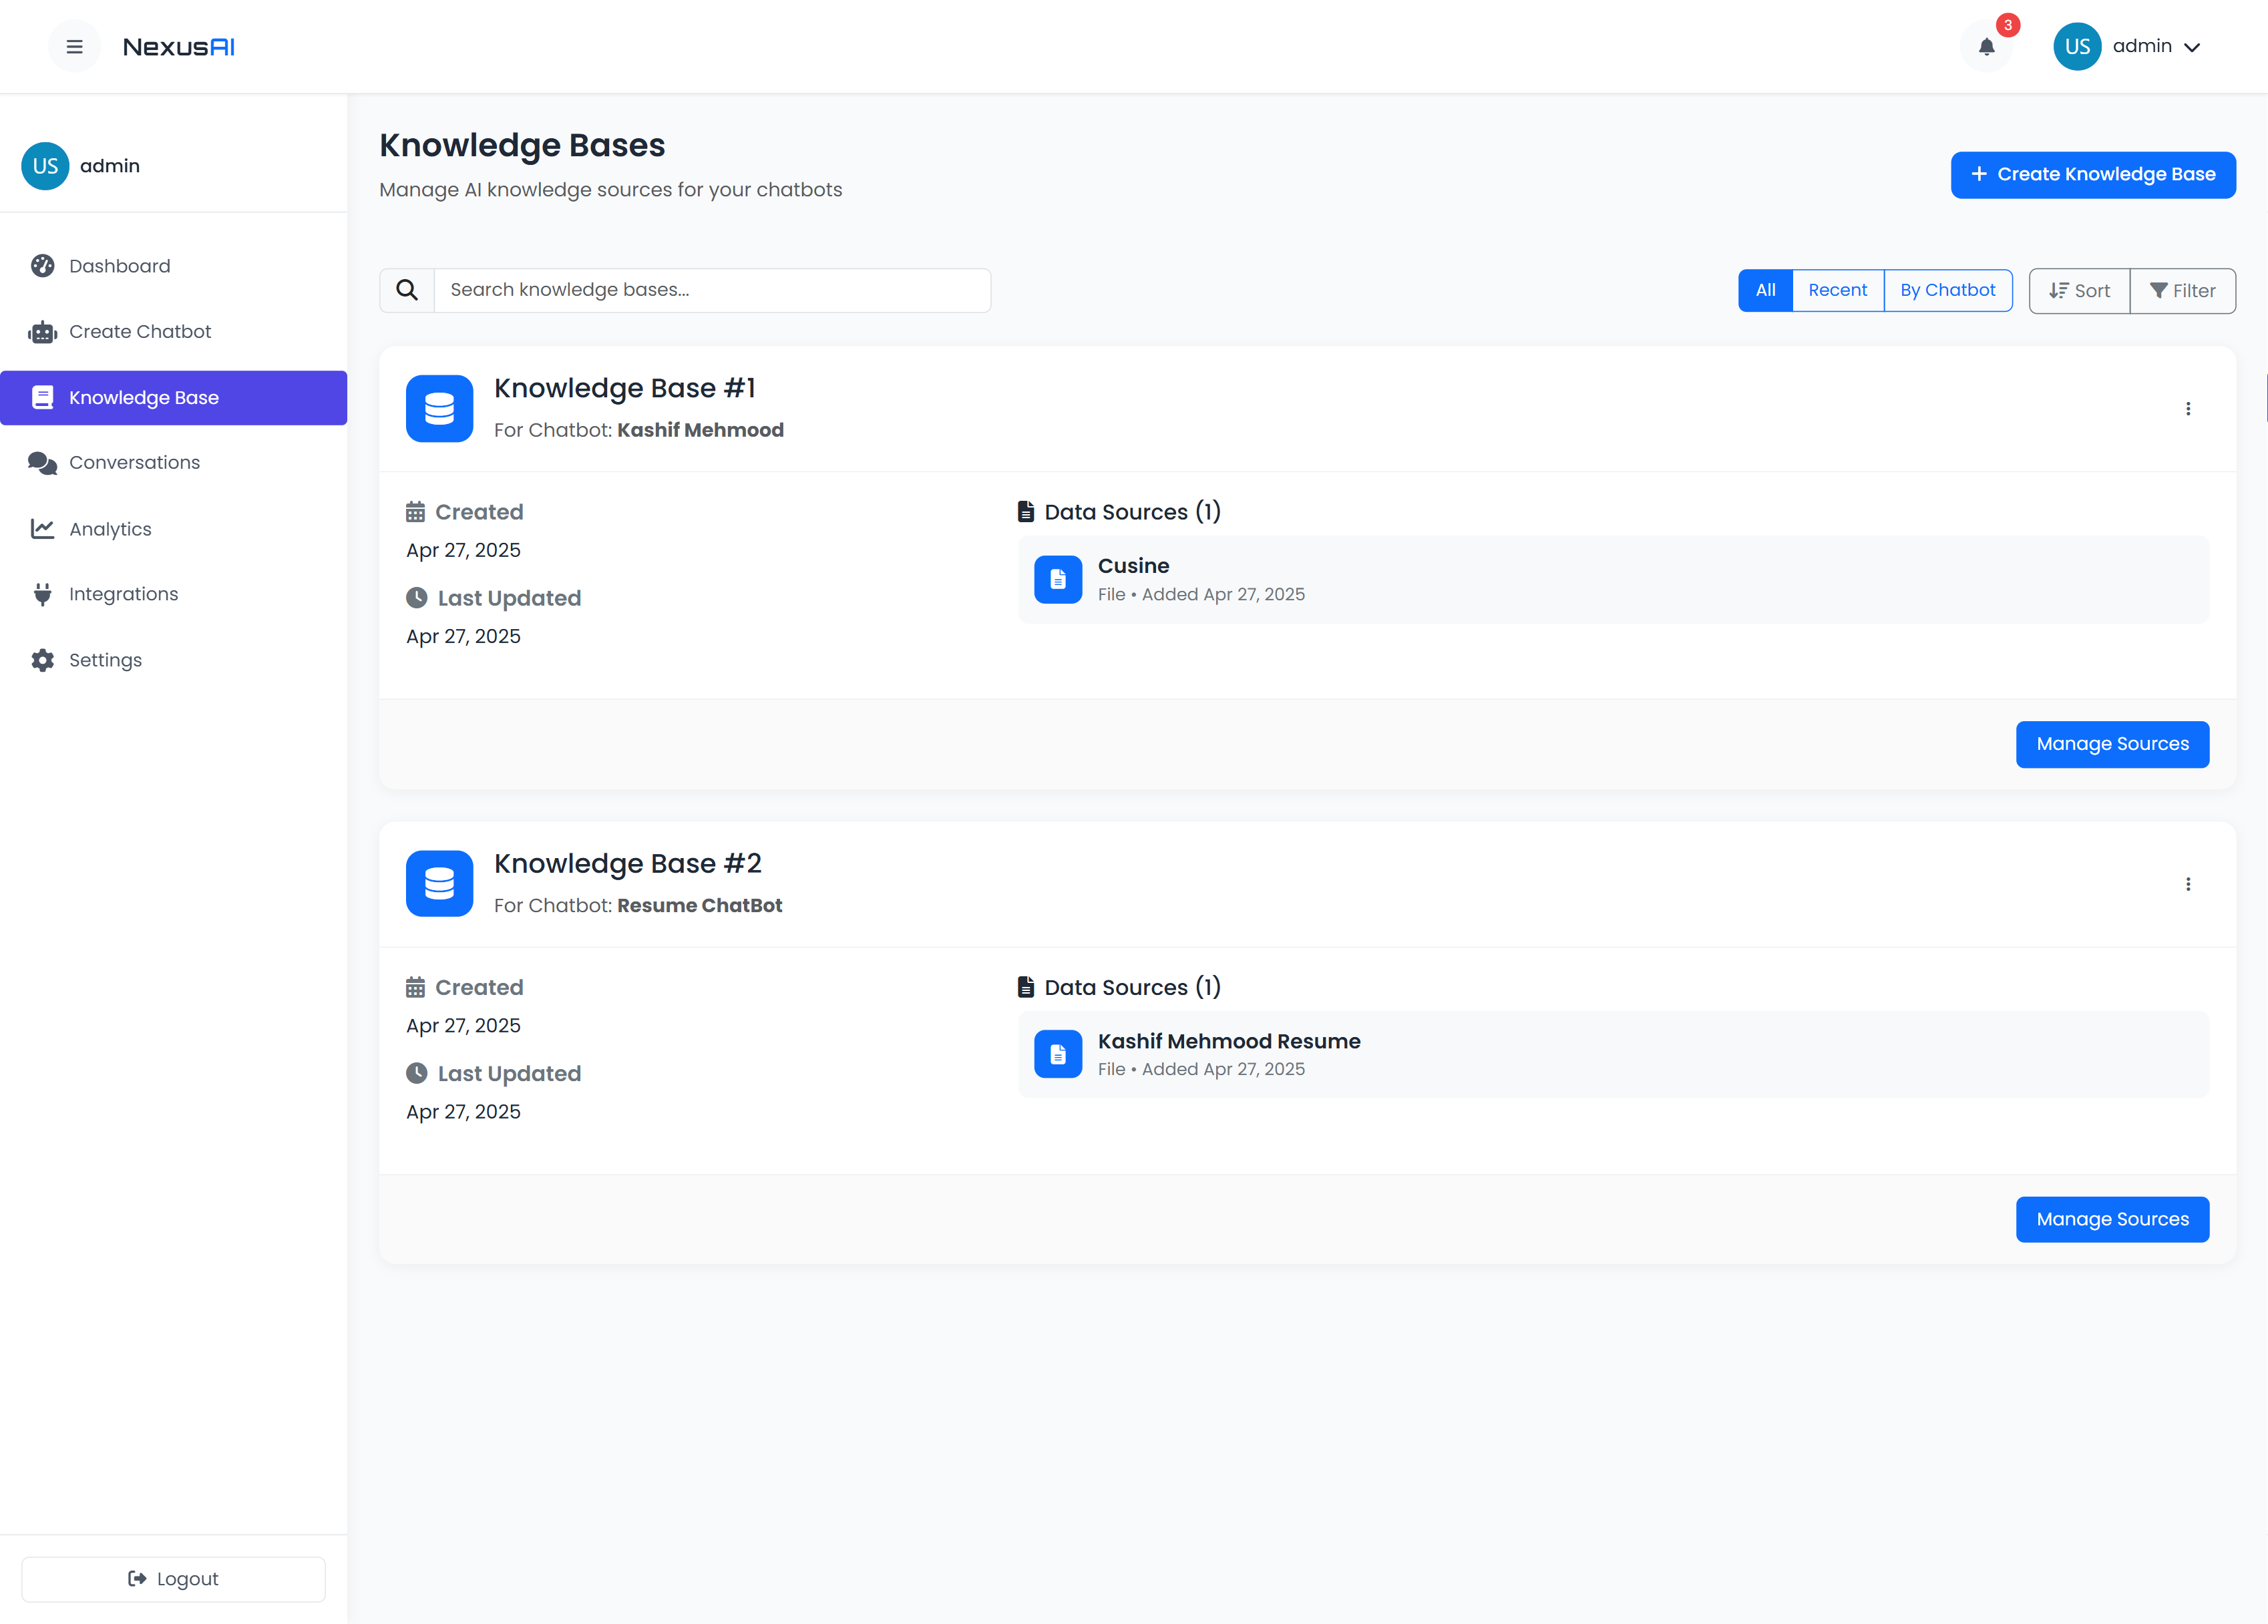 NexusAI
3
US
admin
US
admin
Dashboard
Create Chatbot
Knowledge Base
Conversations
Analytics
Integrations
Settings
Logout
Knowledge Bases
Manage AI knowledge sources for your chatbots
Create Knowledge Base
Search knowledge bases...
All
Recent
By Chatbot
Sort
Filter
Knowledge Base #1
For Chatbot: Kashif Mehmood
Created
Apr 27, 2025
Last Updated
Apr 27, 2025
Data Sources (1)
Cusine
File • Added Apr 27, 2025
Manage Sources
Knowledge Base #2
For Chatbot: Resume ChatBot
Created
Apr 27, 2025
Last Updated
Apr 27, 2025
Data Sources (1)
Kashif Mehmood Resume
File • Added Apr 27, 2025
Manage Sources